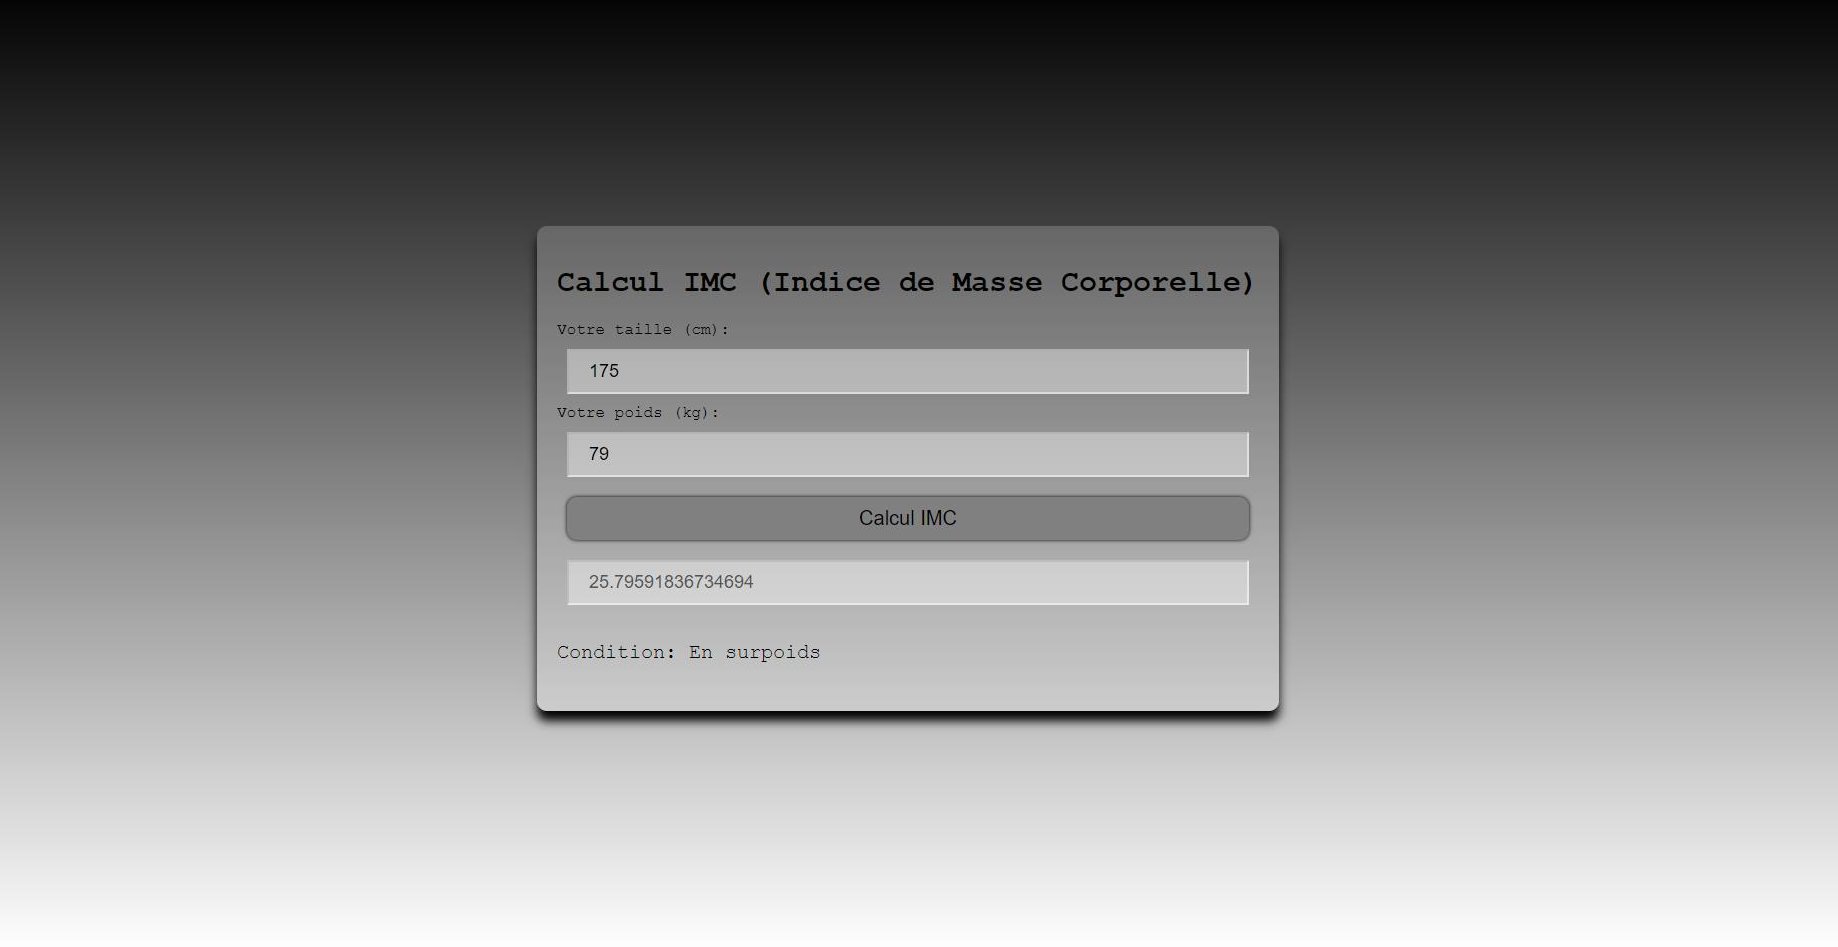 Calcul IMC (Indice de Masse Corporelle)
Votre taille (cm):
175
Votre poids (kg):
79
Calcul IMC
25.79591836734694
Condition: En surpoids